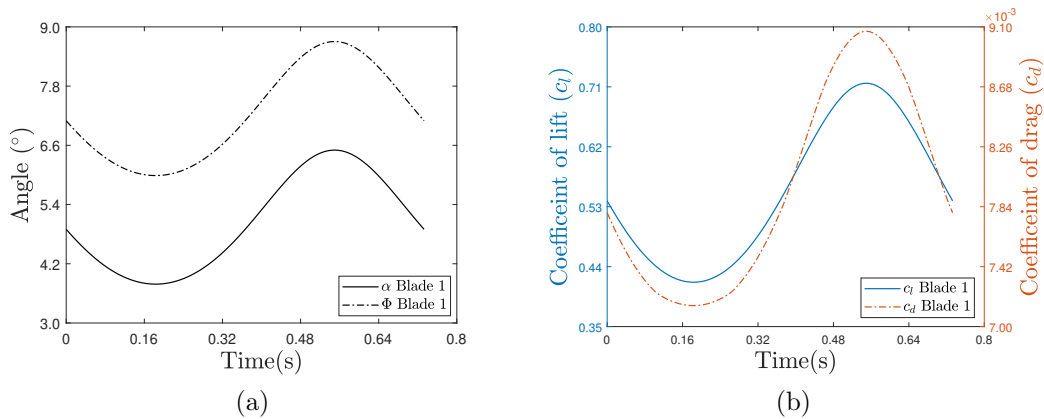 9.0
7.8
6.6
5.4
4.2
3.0
Angle (°)
0 0.16 0.32 0.48 0.64 0.8
Time(s)
α Blade 1
Φ Blade 1
(a)
0.80
0.71
0.62
0.53
0.44
0.35
Coefficeint of lift (c_l)
×10⁻³
9.10
8.68
8.26
7.84
7.42
7.00
Coefficeint of drag (c_d)
0 0.16 0.32 0.48 0.64 0.8
Time(s)
c_l Blade 1
c_d Blade 1
(b)